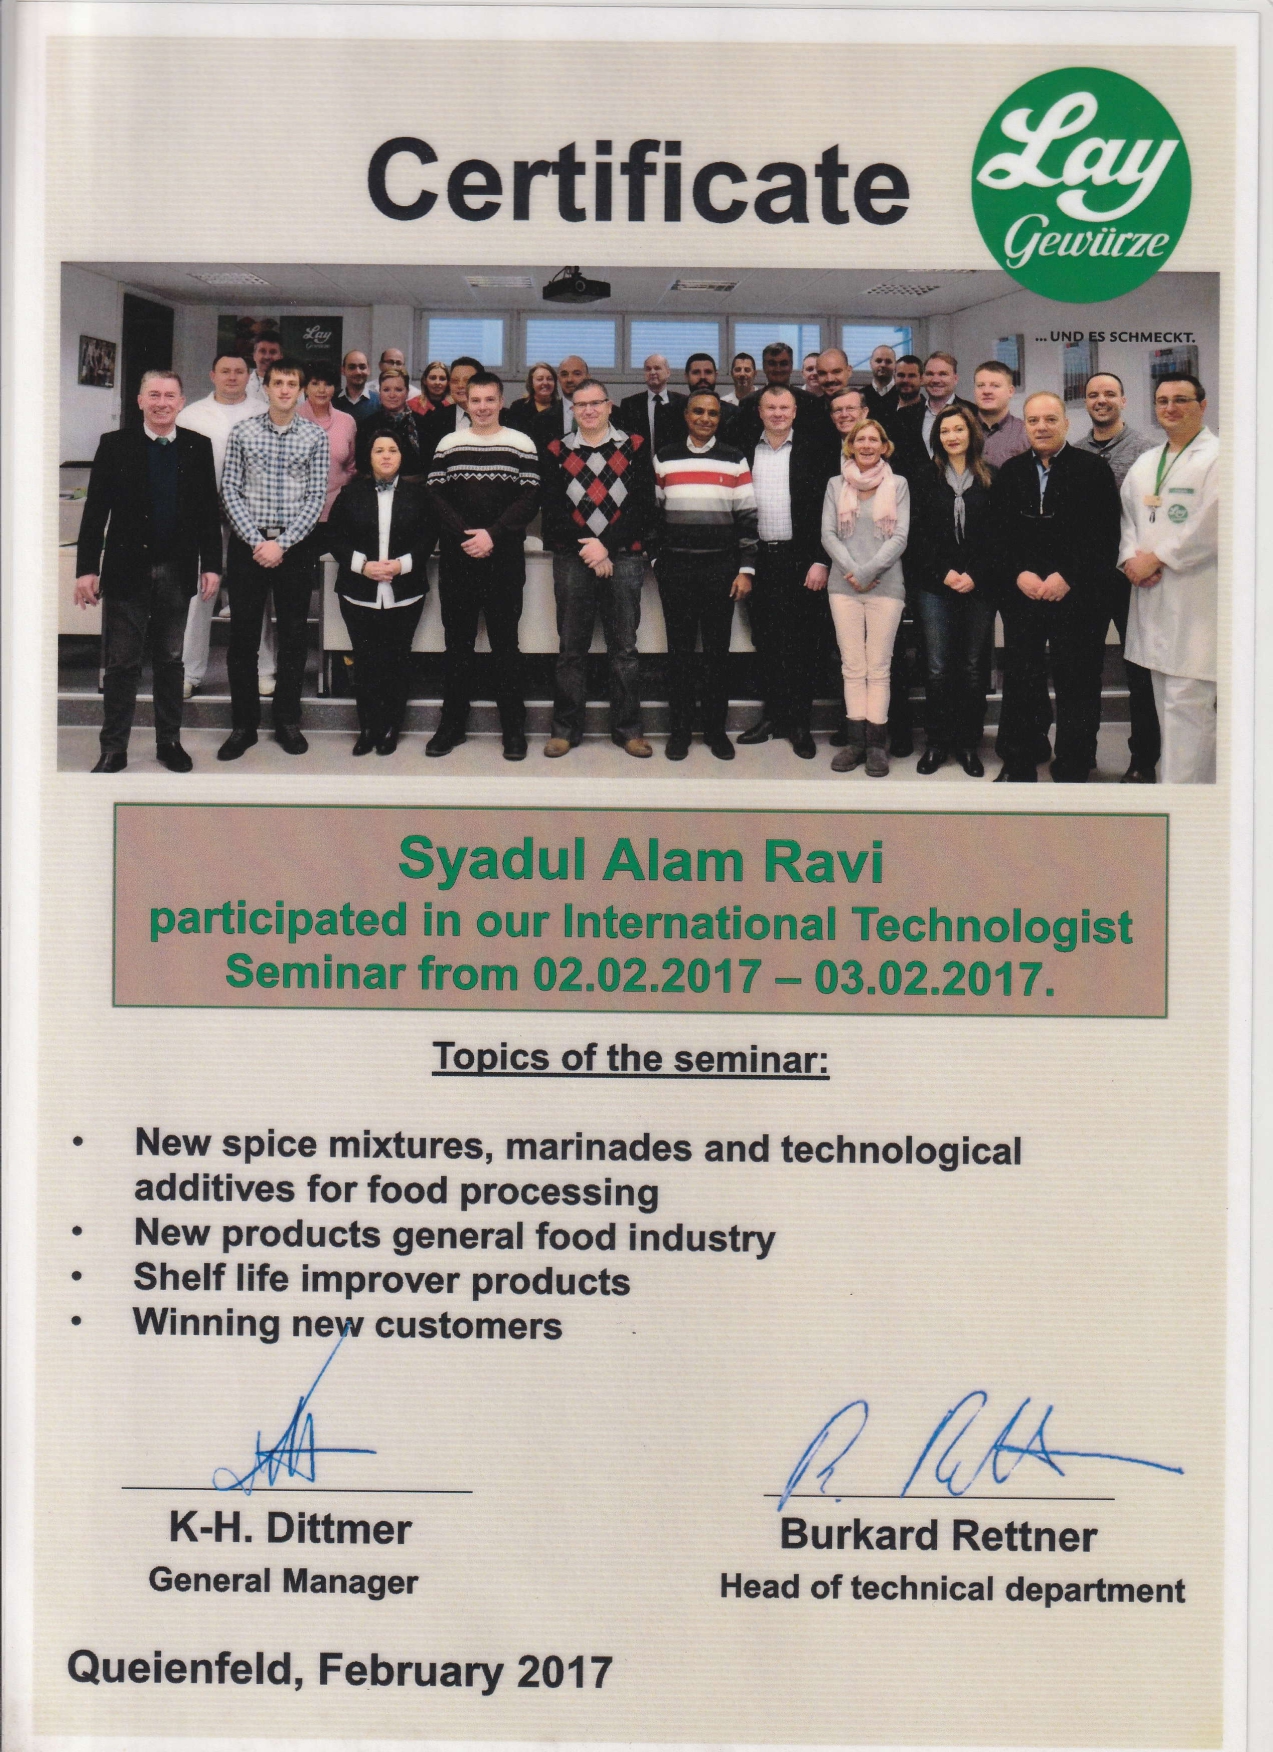 Certificate
Lay
Gewürze
Lay
Gewürze
...UND ES SCHMECKT.
Syadul Alam Ravi
participated in our International Technologist
Seminar from 02.02.2017 – 03.02.2017.
Topics of the seminar:
• New spice mixtures, marinades and technological
additives for food processing
• New products general food industry
• Shelf life improver products
• Winning new customers
K-H. Dittmer
General Manager
Burkard Rettner
Head of technical department
Queienfeld, February 2017